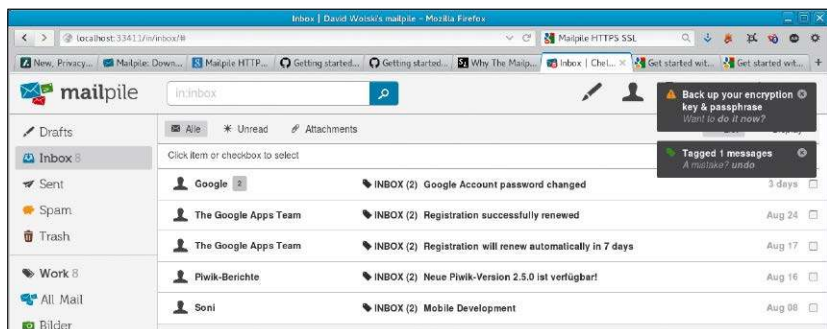 Inbox | David Wolski's mailpile - Mozilla Firefox
localhost:33411/in/inbox/#
Mailpile HTTPS SSL
New, Privacy... Mailpile: Down... Mailpile HTTP... Getting started... Getting started... Why The Mailp... Inbox | Chel... Get started wit... Get started wit...
mailpile
in:inbox
Back up your encryption
key & passphrase
Want to do it now?
Drafts
Alle Unread Attachments
Click item or checkbox to select
Tagged 1 messages
A mistake? undo
Inbox 8
Sent
Spam
Trash
Work 8
All Mail
Bilder
Google 2 INBOX (2) Google Account password changed 3 days
The Google Apps Team INBOX (2) Registration successfully renewed Aug 24
The Google Apps Team INBOX (2) Registration will renew automatically in 7 days Aug 17
Piwik-Berichte INBOX (2) Neue Piwik-Version 2.5.0 ist verfügbar! Aug 16
Soni INBOX (2) Mobile Development Aug 08